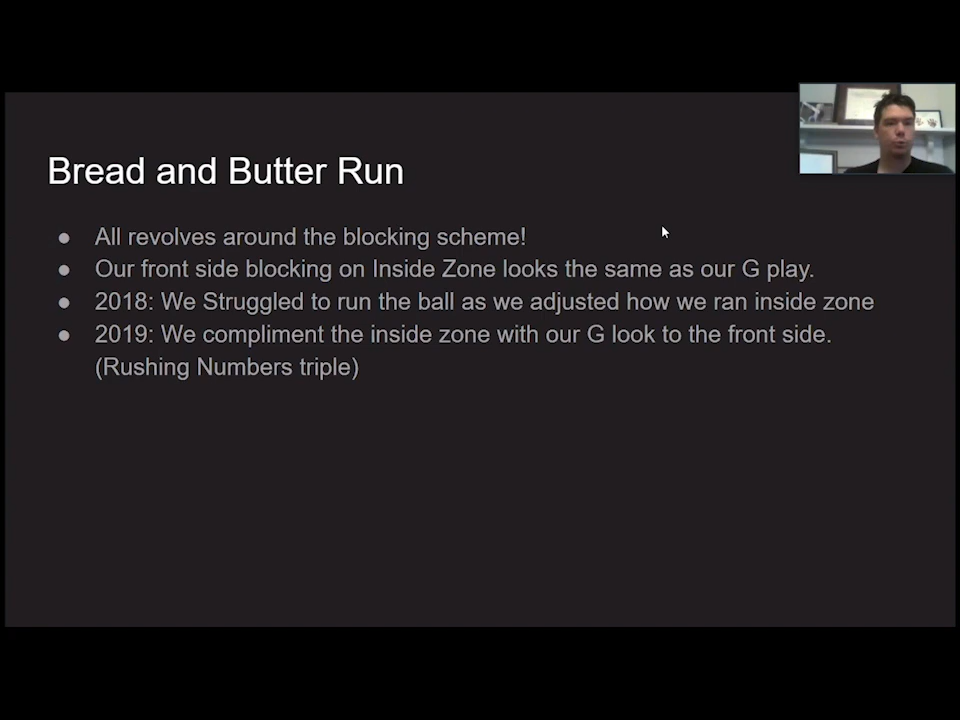 Bread and Butter Run
● All revolves around the blocking scheme!
● Our front side blocking on Inside Zone looks the same as our G play.
● 2018: We Struggled to run the ball as we adjusted how we ran inside zone
● 2019: We compliment the inside zone with our G look to the front side.
(Rushing Numbers triple)